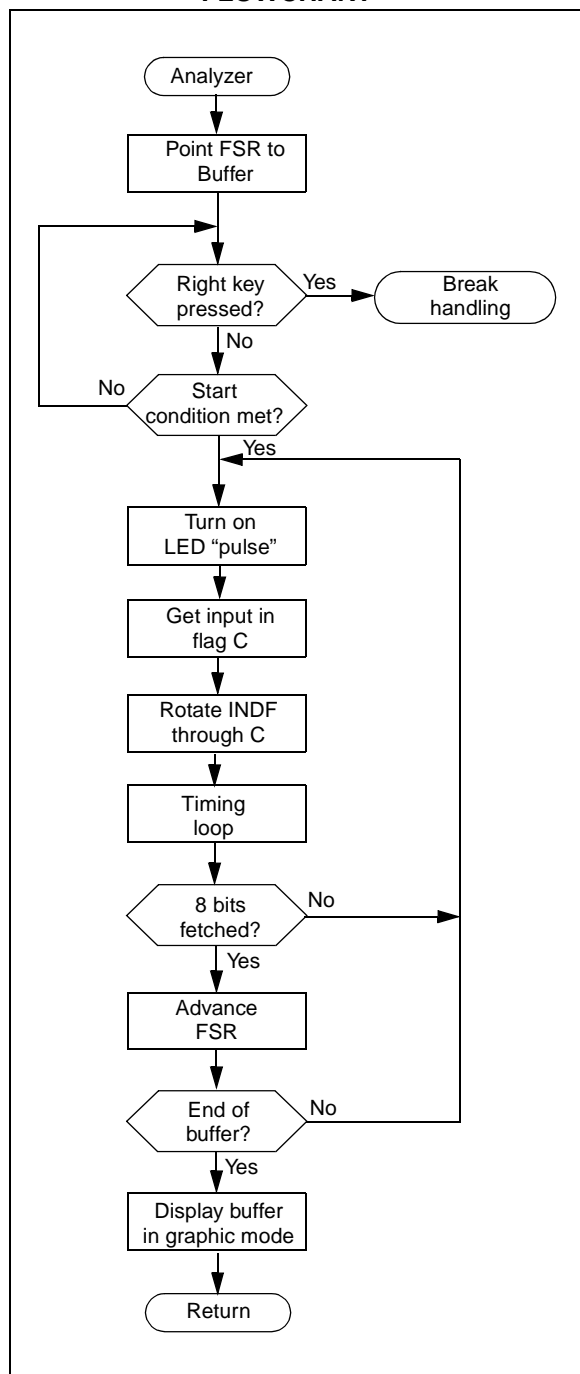 Analyzer
Point FSR to
Buffer
Right key
pressed?
Yes
Break
handling
No
No
Start
condition met?
Yes
Turn on
LED “pulse”
Get input in
flag C
Rotate INDF
through C
Timing
loop
8 bits
fetched?
No
Yes
Advance
FSR
End of
buffer?
No
Yes
Display buffer
in graphic mode
Return